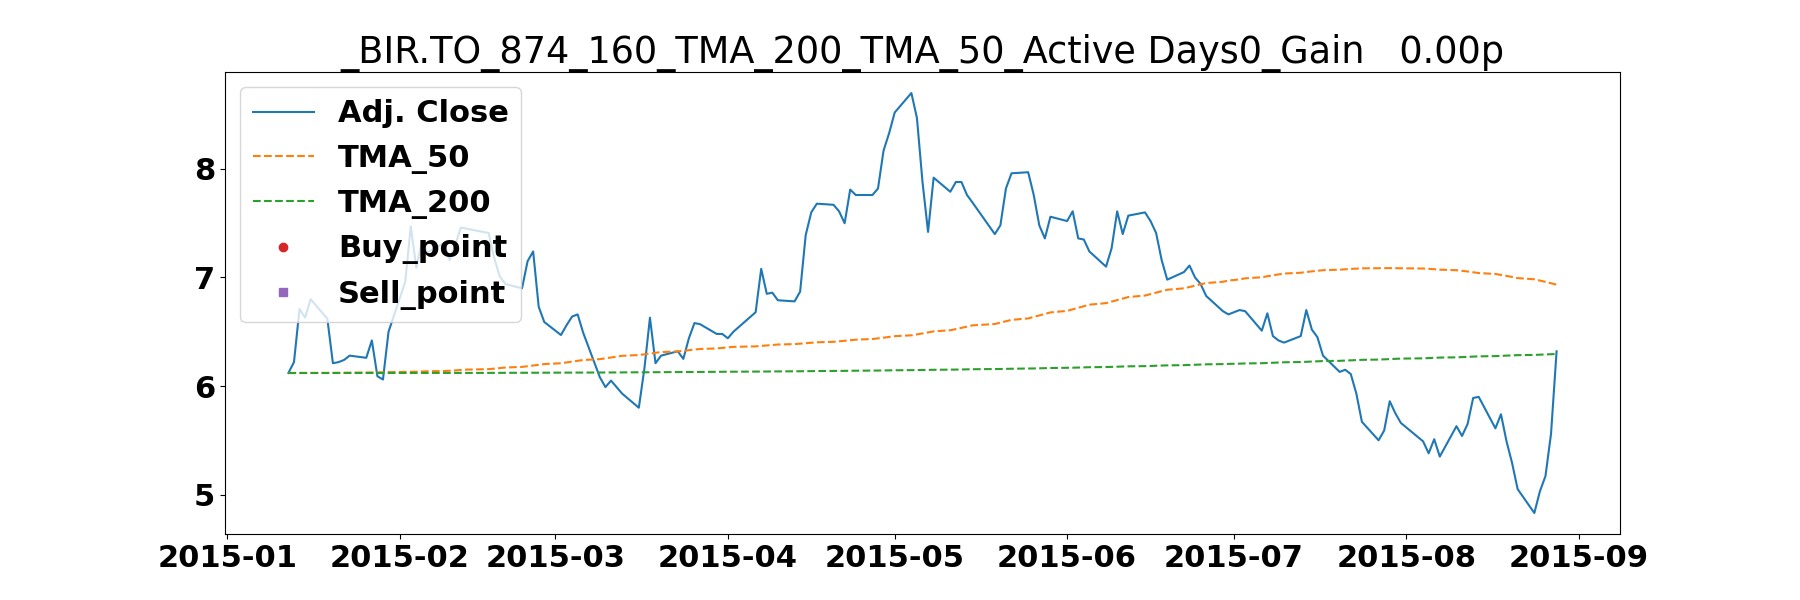 _BIR.TO_874_160_TMA_200_TMA_50_Active Days0_Gain   0.00p
Adj. Close
TMA_50
TMA_200
Buy_point
Sell_point
8
7
6
5
2015-01 2015-02 2015-03 2015-04 2015-05 2015-06 2015-07 2015-08 2015-09